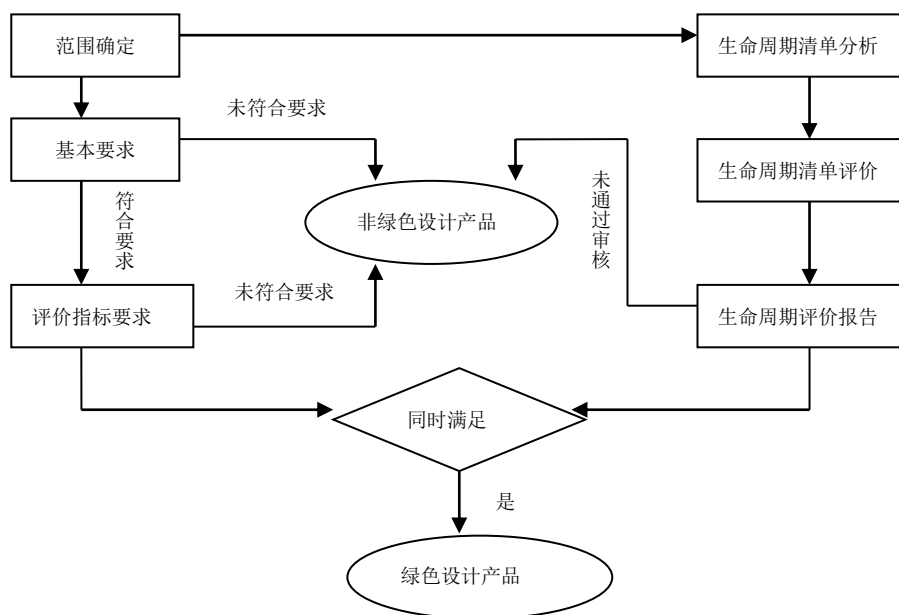 范围确定
生命周期清单分析
未符合要求
基本要求
生命周期清单评价
符合要求
未通过审核
非绿色设计产品
未符合要求
评价指标要求
生命周期评价报告
同时满足
是
绿色设计产品